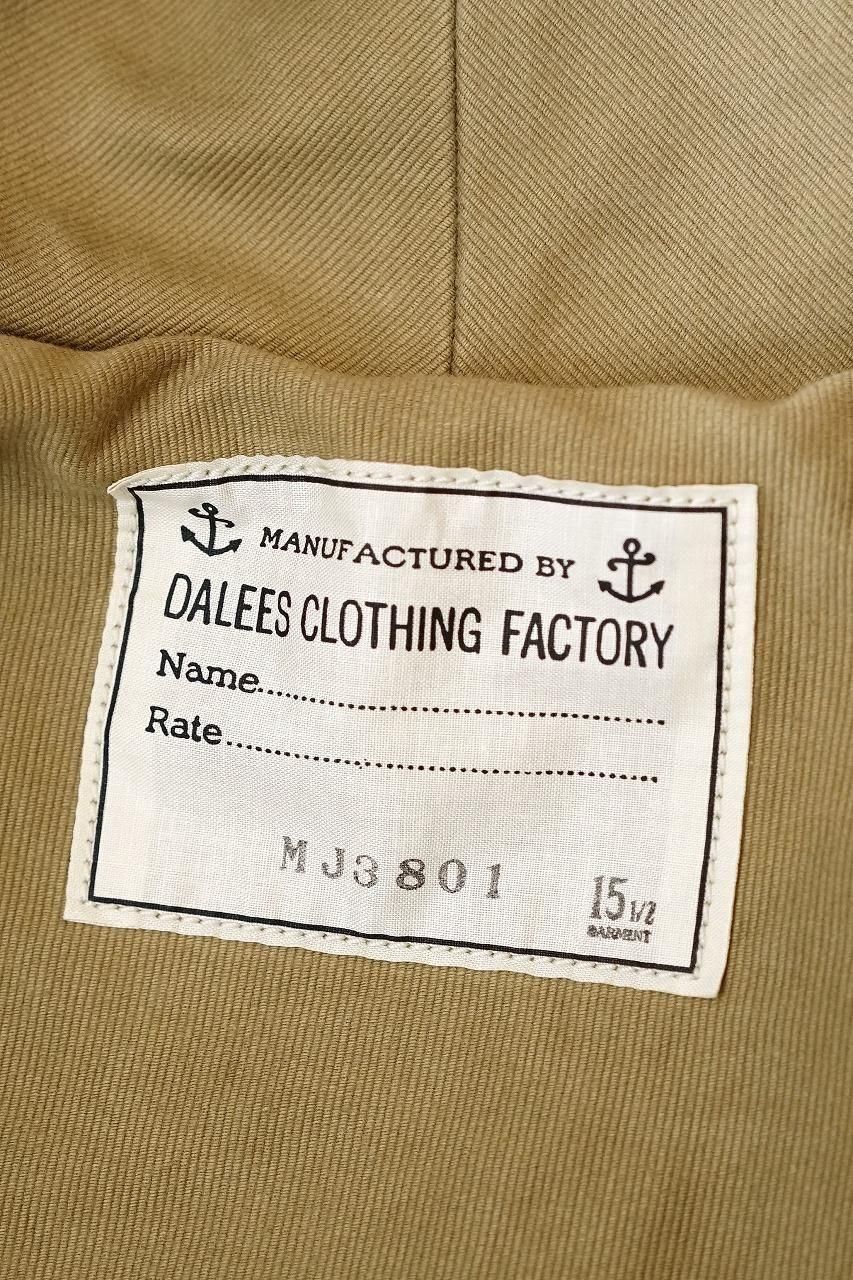 MANUFACTURED BY
DALEES CLOTHING FACTORY
Name....................
Rate....................
MJ3801
15 1/2
GARMENT